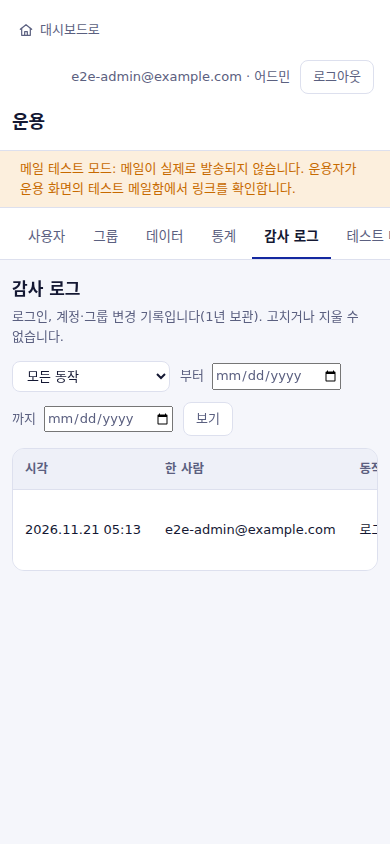 대시보드로
e2e-admin@example.com · 어드민
로그아웃
운용
메일 테스트 모드: 메일이 실제로 발송되지 않습니다. 운용자가
운용 화면의 테스트 메일함에서 링크를 확인합니다.
사용자 그룹 데이터 통계 감사 로그 테스트
감사 로그
로그인, 계정·그룹 변경 기록입니다(1년 보관). 고치거나 지울 수
없습니다.
모든 동작 부터 mm/dd/yyyy
까지 mm/dd/yyyy 보기
시각 한 사람
2026.11.21 05:13 e2e-admin@example.com